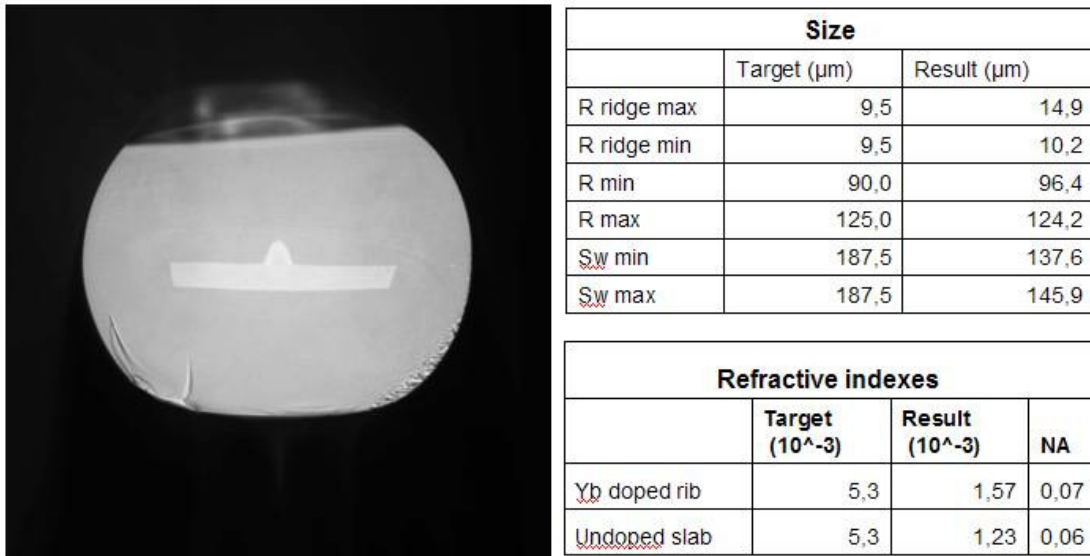 Size
Target (µm) Result (µm)
R ridge max 9,5 14,9
R ridge min 9,5 10,2
R min 90,0 96,4
R max 125,0 124,2
Sw min 187,5 137,6
Sw max 187,5 145,9
Refractive indexes
Target (10^-3) Result (10^-3) NA
Yb doped rib 5,3 1,57 0,07
Undoped slab 5,3 1,23 0,06